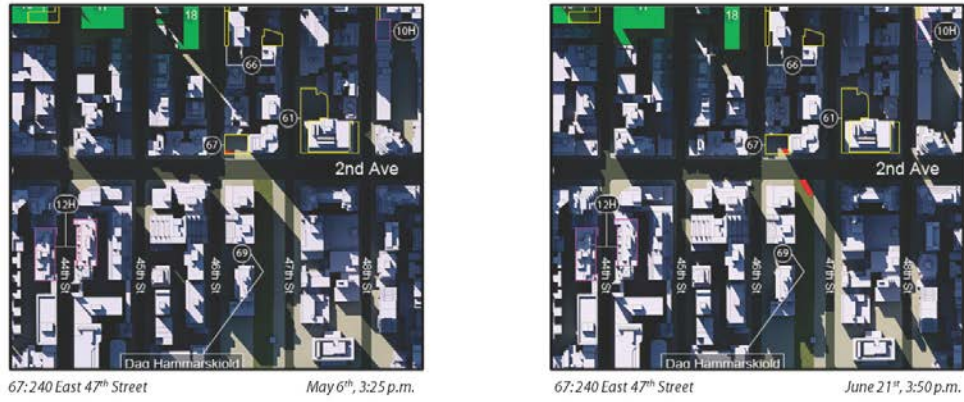 18
10H
66
61
67
2nd Ave
12H
69
44th St
45th St
46th St
47th St
48th St
Dag Hammarskjold
67: 240 East 47th Street
May 6th, 3:25 p.m.
18
10H
66
61
67
2nd Ave
12H
69
44th St
45th St
46th St
47th St
48th St
Dag Hammarskjold
67: 240 East 47th Street
June 21st, 3:50 p.m.